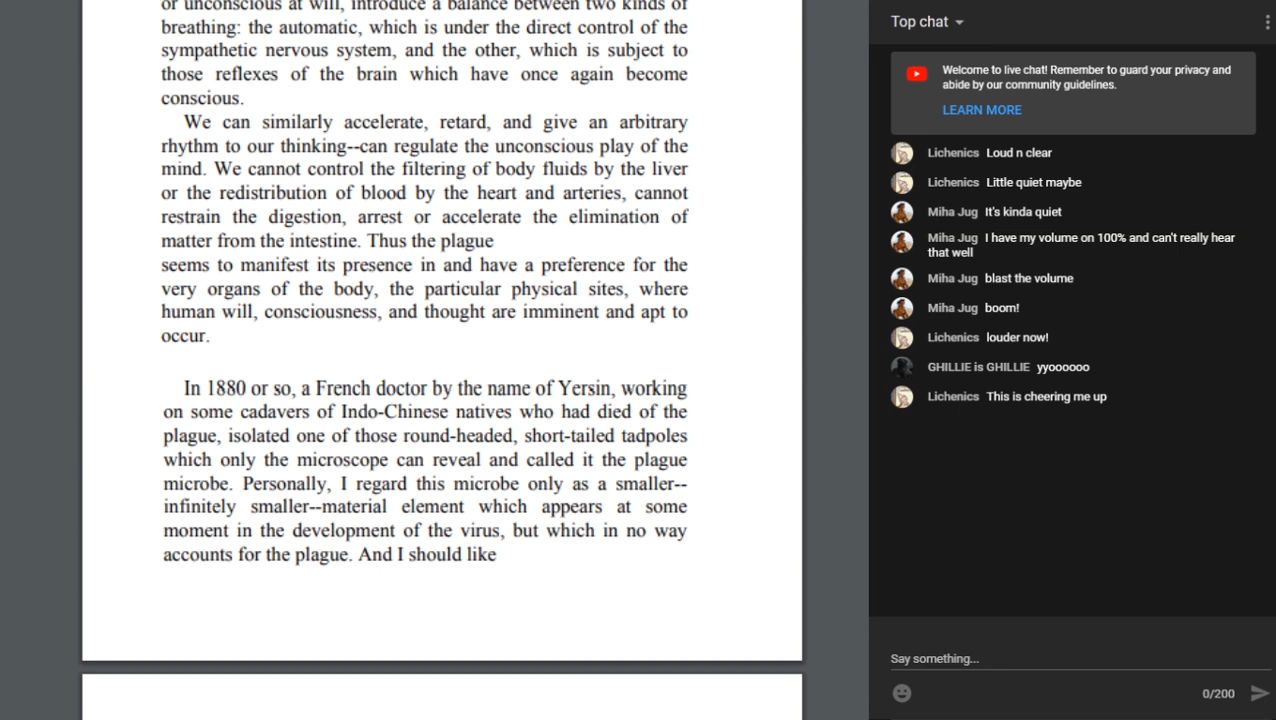 or unconscious at will, introduce a balance between two kinds of
breathing: the automatic, which is under the direct control of the
sympathetic nervous system, and the other, which is subject to
those reflexes of the brain which have once again become
conscious.
We can similarly accelerate, retard, and give an arbitrary
rhythm to our thinking--can regulate the unconscious play of the
mind. We cannot control the filtering of body fluids by the liver
or the redistribution of blood by the heart and arteries, cannot
restrain the digestion, arrest or accelerate the elimination of
matter from the intestine. Thus the plague
seems to manifest its presence in and have a preference for the
very organs of the body, the particular physical sites, where
human will, consciousness, and thought are imminent and apt to
occur.
In 1880 or so, a French doctor by the name of Yersin, working
on some cadavers of Indo-Chinese natives who had died of the
plague, isolated one of those round-headed, short-tailed tadpoles
which only the microscope can reveal and called it the plague
microbe. Personally, I regard this microbe only as a smaller--
infinitely smaller--material element which appears at some
moment in the development of the virus, but which in no way
accounts for the plague. And I should like
Top chat
Welcome to live chat! Remember to guard your privacy and
abide by our community guidelines.
LEARN MORE
Lichenics Loud n clear
Lichenics Little quiet maybe
Miha Jug It's kinda quiet
Miha Jug I have my volume on 100% and can't really hear
that well
Miha Jug blast the volume
Miha Jug boom!
Lichenics louder now!
GHILLIE is GHILLIE yyoooooo
Lichenics This is cheering me up
Say something...
0/200